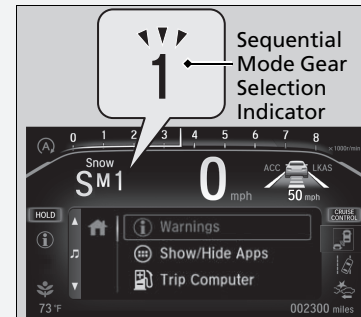 1
Sequential
Mode Gear
Selection
Indicator
0 1 2 3 4 5 6 7 8
x1000r/min
A
Snow
SM1
0
mph
ACC
LKAS
50 mph
HOLD
CRUISE
CONTROL
i
i Warnings
Show/Hide Apps
Trip Computer
73 °F
002300 miles